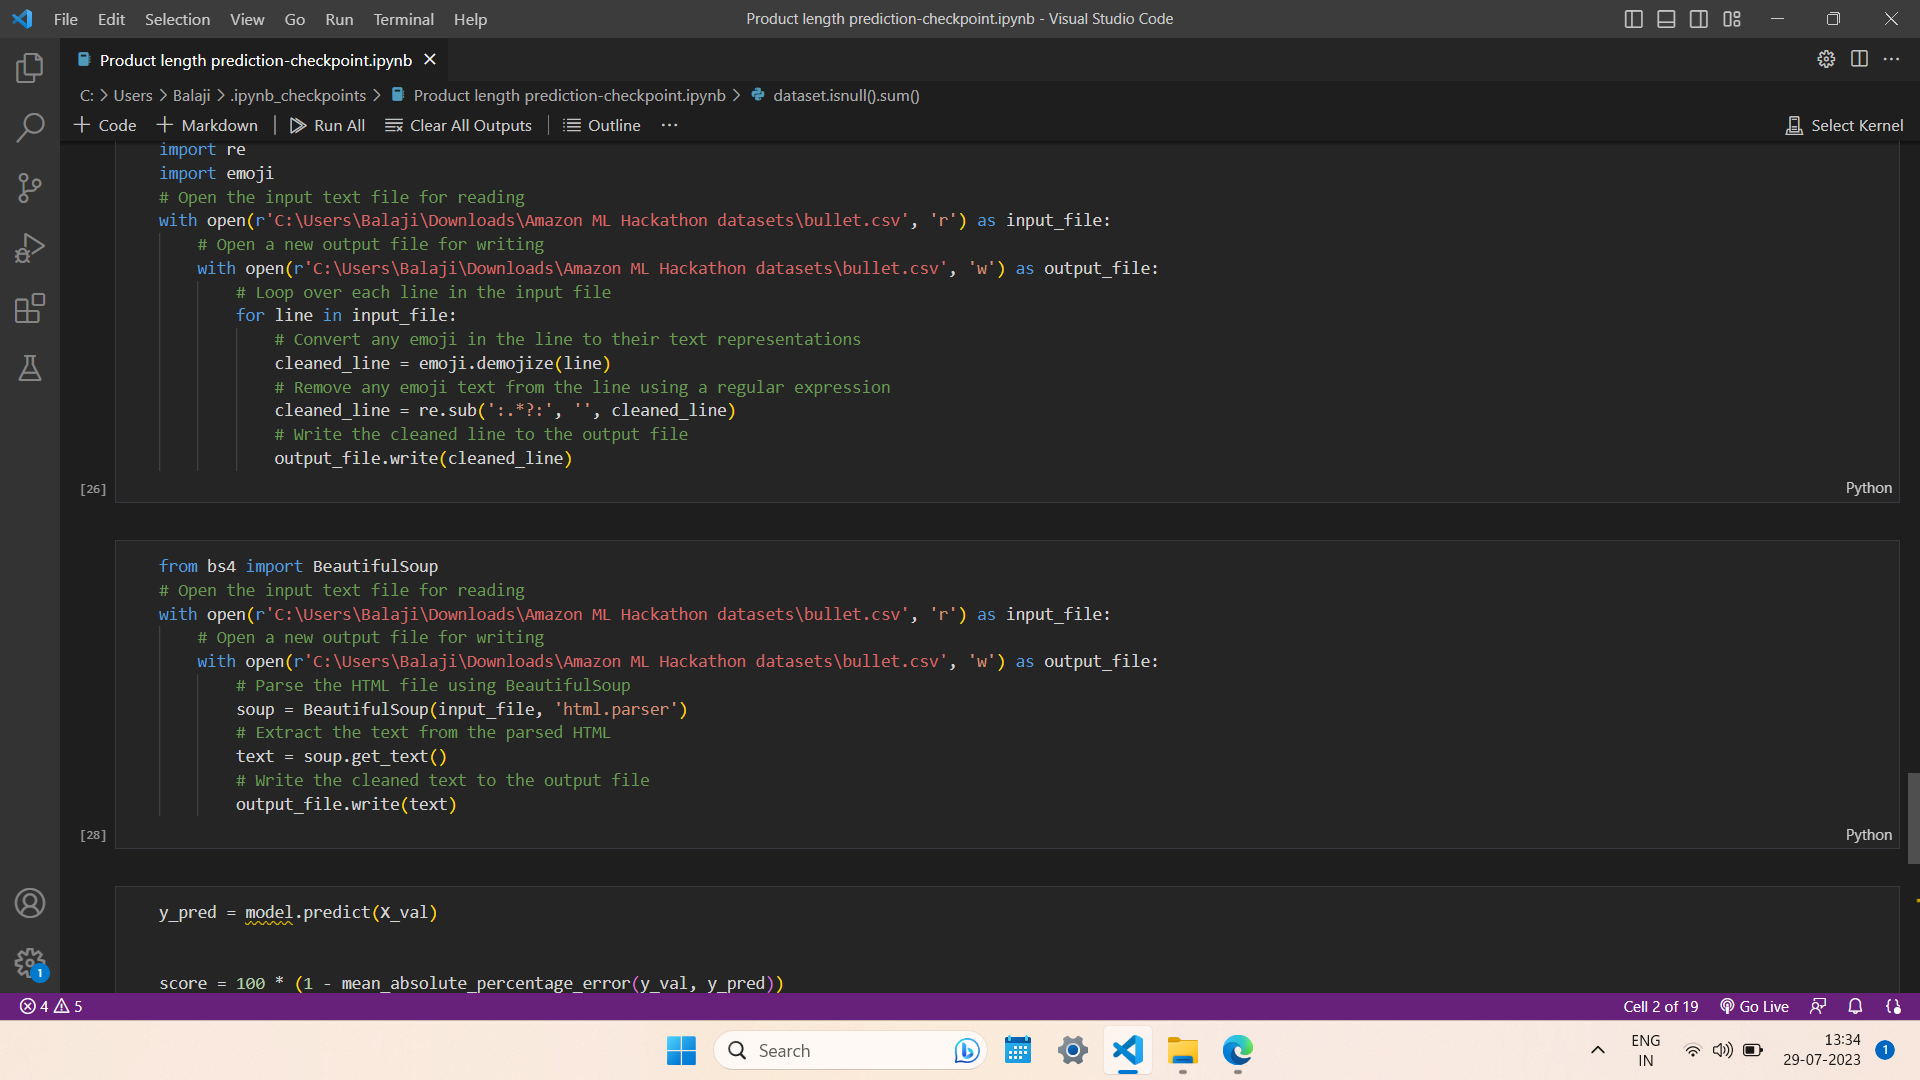 File Edit Selection View Go Run Terminal Help
Product length prediction-checkpoint.ipynb - Visual Studio Code
Product length prediction-checkpoint.ipynb
C: > Users > Balaji > .ipynb_checkpoints > Product length prediction-checkpoint.ipynb > dataset.isnull().sum()
+ Code + Markdown | Run All Clear All Outputs | Outline ... Select Kernel
import re
import emoji
# Open the input text file for reading
with open(r'C:\Users\Balaji\Downloads\Amazon ML Hackathon datasets\bullet.csv', 'r') as input_file:
    # Open a new output file for writing
    with open(r'C:\Users\Balaji\Downloads\Amazon ML Hackathon datasets\bullet.csv', 'w') as output_file:
        # Loop over each line in the input file
        for line in input_file:
            # Convert any emoji in the line to their text representations
            cleaned_line = emoji.demojize(line)
            # Remove any emoji text from the line using a regular expression
            cleaned_line = re.sub(':.*?:', '', cleaned_line)
            # Write the cleaned line to the output file
            output_file.write(cleaned_line)
[26] Python
from bs4 import BeautifulSoup
# Open the input text file for reading
with open(r'C:\Users\Balaji\Downloads\Amazon ML Hackathon datasets\bullet.csv', 'r') as input_file:
    # Open a new output file for writing
    with open(r'C:\Users\Balaji\Downloads\Amazon ML Hackathon datasets\bullet.csv', 'w') as output_file:
        # Parse the HTML file using BeautifulSoup
        soup = BeautifulSoup(input_file, 'html.parser')
        # Extract the text from the parsed HTML
        text = soup.get_text()
        # Write the cleaned text to the output file
        output_file.write(text)
[28] Python
y_pred = model.predict(X_val)
score = 100 * (1 - mean_absolute_percentage_error(y_val, y_pred))
1
4 5 Cell 2 of 19 Go Live
Search
ENG
IN
13:34
29-07-2023
1